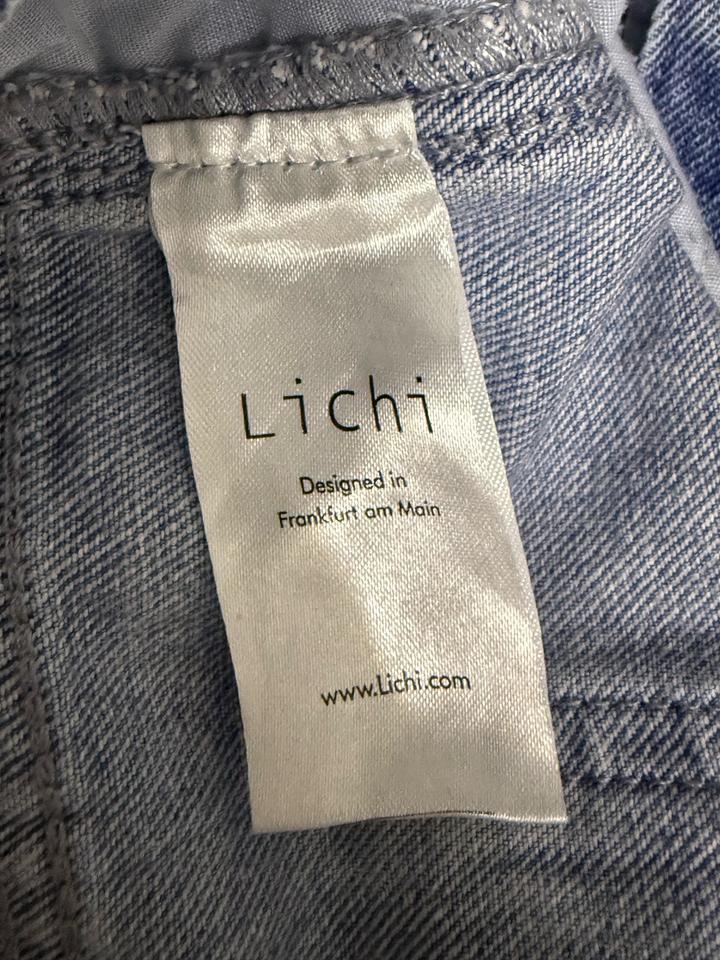 Lichi
Designed in
Frankfurt am Main
www.Lichi.com